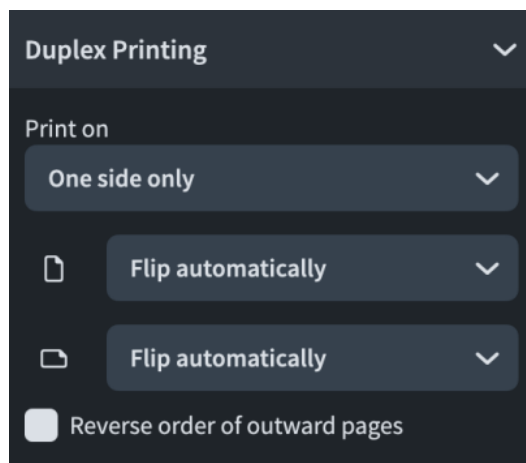 Duplex Printing
Print on
One side only
Flip automatically
Flip automatically
Reverse order of outward pages